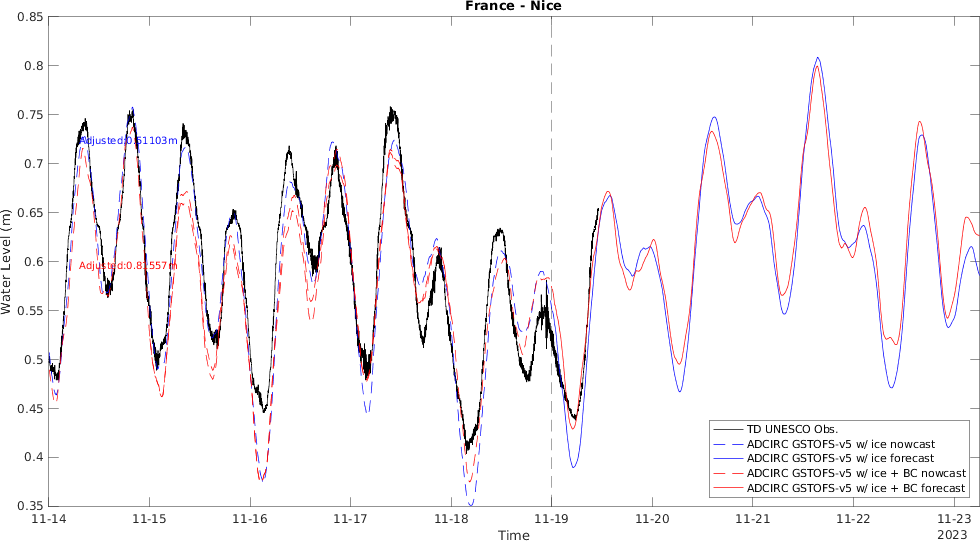 France - Nice
0.85
0.8
0.75
0.7
0.65
0.6
0.55
0.5
0.45
0.4
0.35
Water Level (m)
Adjusted:0.61103m
Adjusted:0.81557m
TD UNESCO Obs.
ADCIRC GSTOFS-v5 w/ ice nowcast
ADCIRC GSTOFS-v5 w/ ice forecast
ADCIRC GSTOFS-v5 w/ ice + BC nowcast
ADCIRC GSTOFS-v5 w/ ice + BC forecast
11-14 11-15 11-16 11-17 11-18 11-19 11-20 11-21 11-22 11-23
Time 2023